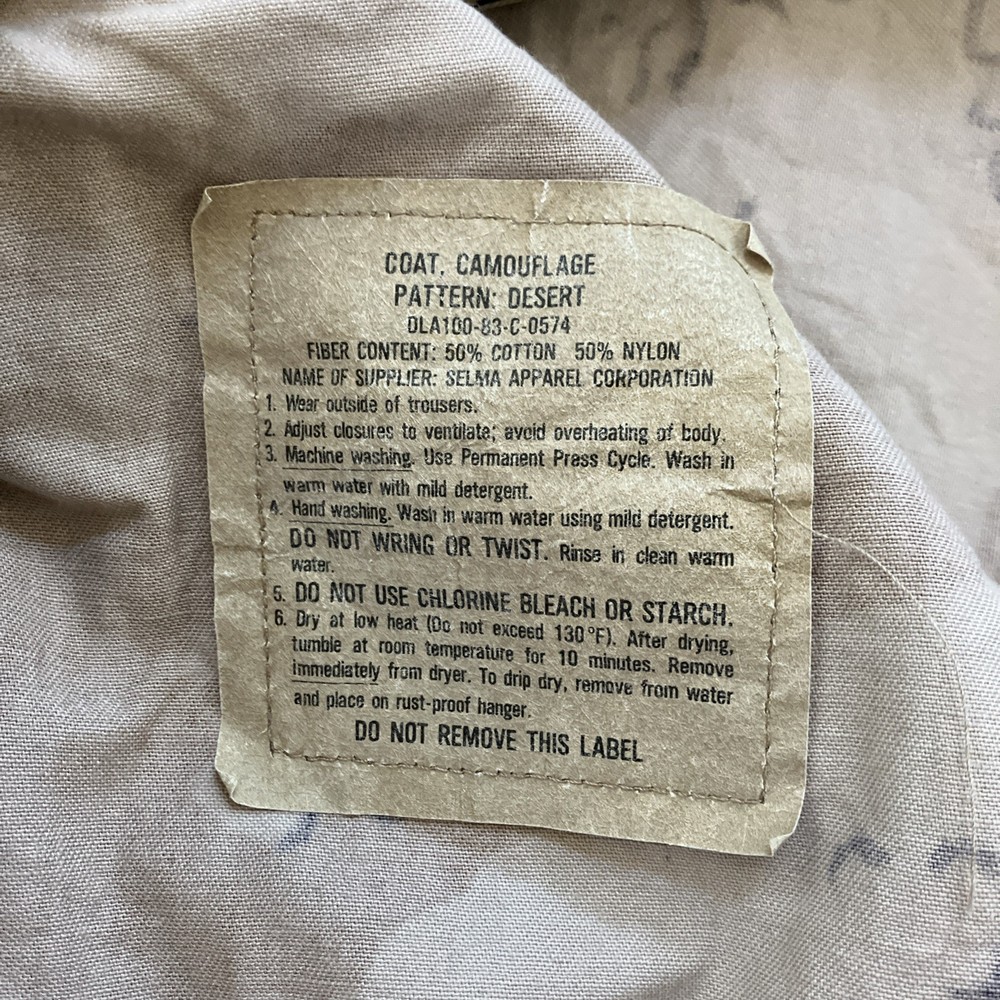 COAT, CAMOUFLAGE
PATTERN: DESERT
DLA100-83-C-0574
FIBER CONTENT: 50% COTTON 50% NYLON
NAME OF SUPPLIER: SELMA APPAREL CORPORATION
1. Wear outside of trousers.
2. Adjust closures to ventilate; avoid overheating of body.
3. Machine washing. Use Permanent Press Cycle. Wash in
warm water with mild detergent.
4. Hand washing. Wash in warm water using mild detergent.
DO NOT WRING OR TWIST. Rinse in clean warm
water.
5. DO NOT USE CHLORINE BLEACH OR STARCH.
6. Dry at low heat (Do not exceed 130°F). After drying,
tumble at room temperature for 10 minutes. Remove
immediately from dryer. To drip dry, remove from water
and place on rust-proof hanger.
DO NOT REMOVE THIS LABEL